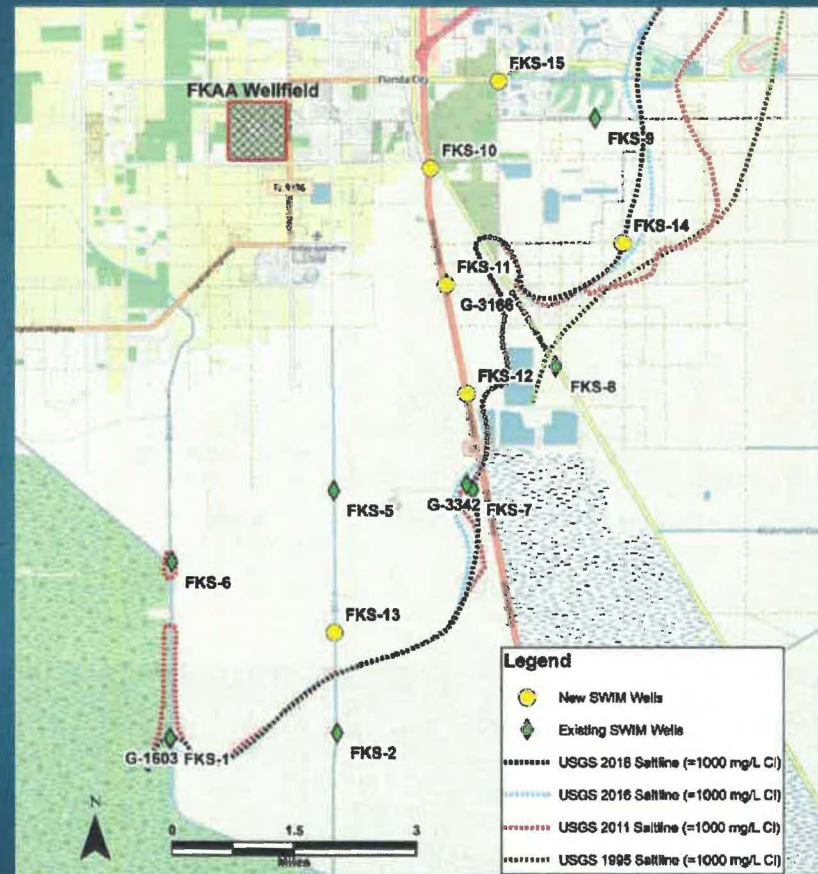 FKS-15
Florida City
FKAA Wellfield
FKS-9
FKS-10
FKS-14
FKS-11
G-3166
FKS-12
FKS-8
FKS-5
G-3342
FKS-7
FKS-6
FKS-13
FKS-2
G-1603
FKS-1
Legend
New SWIM Wells
Existing SWIM Wells
USGS 2018 Saltline (=1000 mg/L Cl)
USGS 2016 Saltline (=1000 mg/L Cl)
USGS 2011 Saltline (=1000 mg/L Cl)
USGS 1995 Saltline (=1000 mg/L Cl)
N
0
1.5
3
Miles